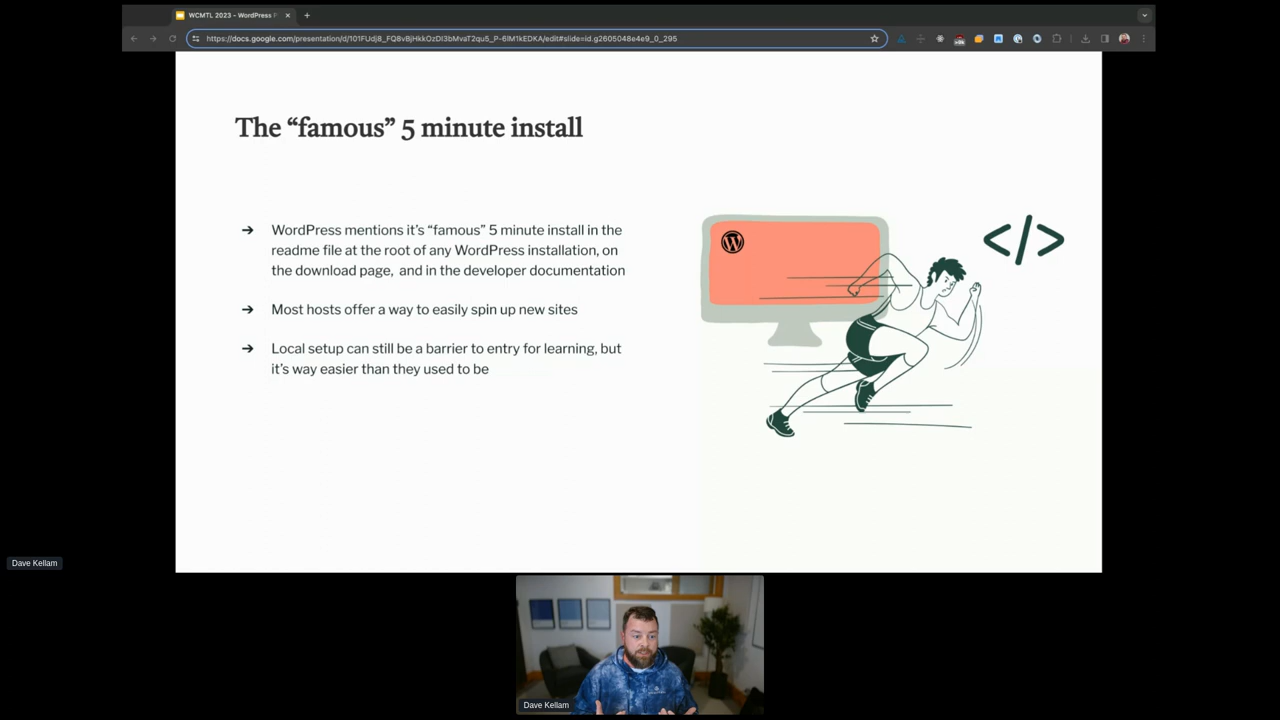 WCMTL 2023 - WordPress F
https://docs.google.com/presentation/d/101FUdj8_FQ8vBjHkkOzDI3bMvaT2qu5_P-6lM1kEDKA/edit#slide=id.g2605048e4e9_0_295
The “famous” 5 minute install
➔ WordPress mentions it’s “famous” 5 minute install in the
readme file at the root of any WordPress installation, on
the download page, and in the developer documentation
➔ Most hosts offer a way to easily spin up new sites
➔ Local setup can still be a barrier to entry for learning, but
it’s way easier than they used to be
</>
Dave Kellam
Dave Kellam